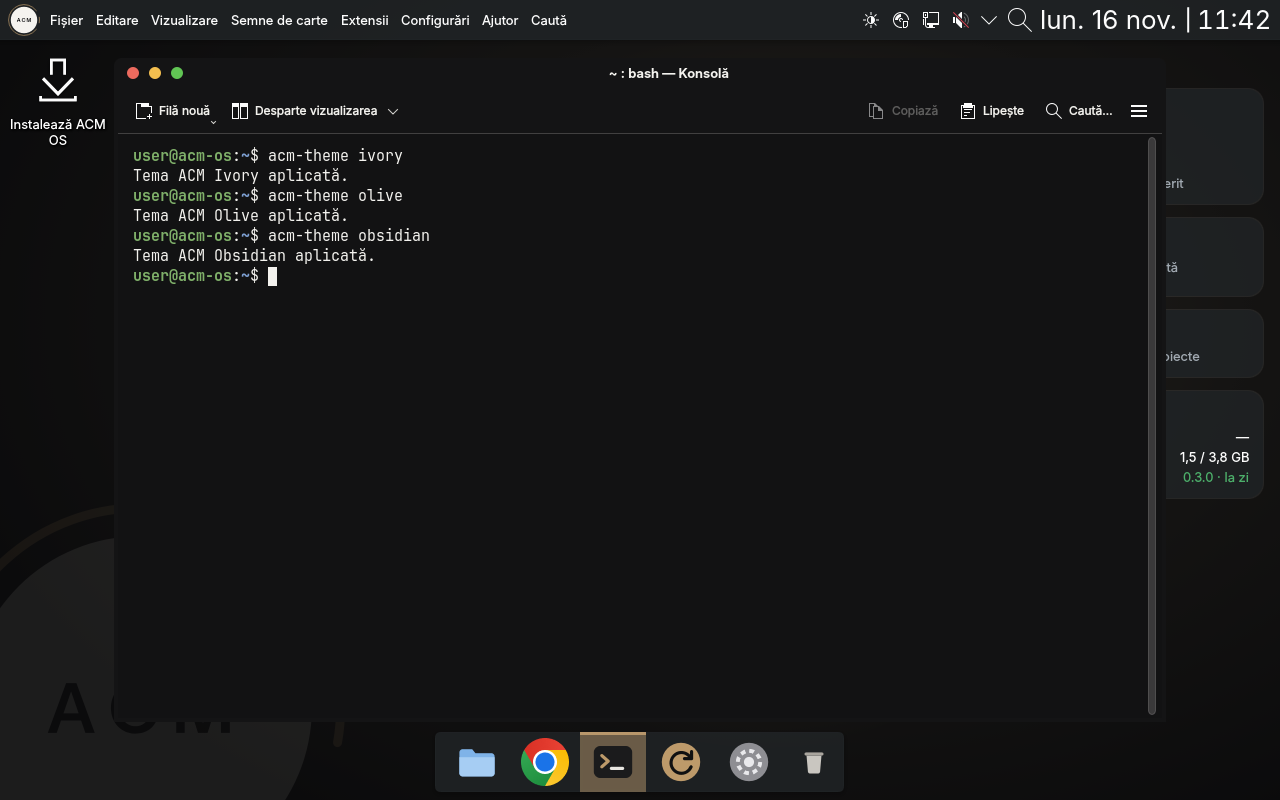 ACM Fișier Editare Vizualizare Semne de carte Extensii Configurări Ajutor Caută lun. 16 nov. | 11:42
Instalează ACM
OS
~ : bash — Konsolă
Filă nouă Desparte vizualizarea Copiază Lipește Caută...
user@acm-os:~$ acm-theme ivory
Tema ACM Ivory aplicată.
user@acm-os:~$ acm-theme olive
Tema ACM Olive aplicată.
user@acm-os:~$ acm-theme obsidian
Tema ACM Obsidian aplicată.
user@acm-os:~$
—
1,5 / 3,8 GB
0.3.0 · la zi
ACM